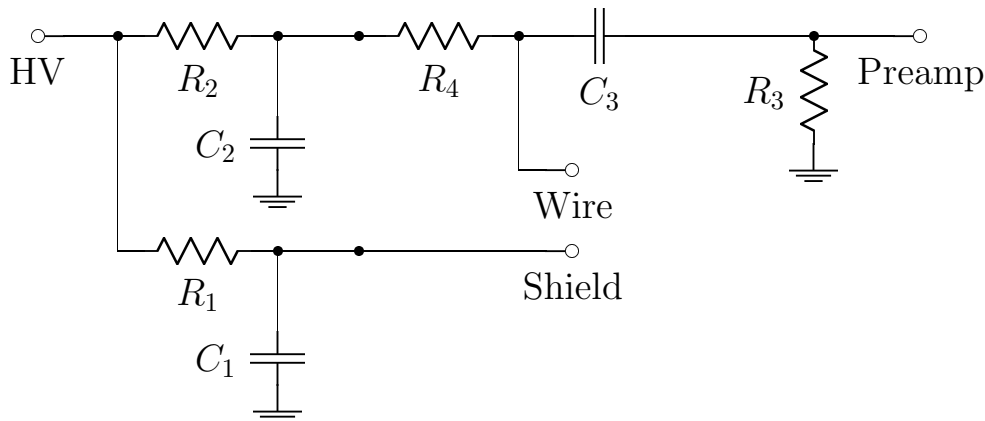 HV
R₂
R₄
C₃
R₃
Preamp
C₂
Wire
R₁
Shield
C₁